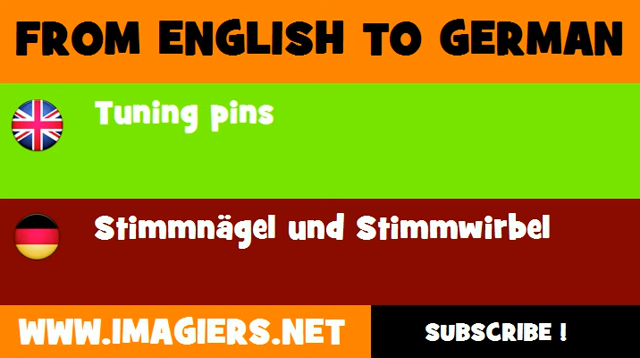 FROM ENGLISH TO GERMAN
Tuning pins
Stimmnägel und Stimmwirbel
WWW.IMAGIERS.NET
SUBSCRIBE !